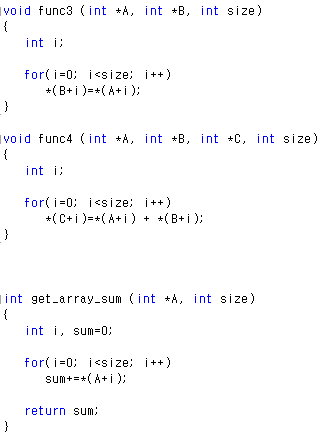 void func3 (int *A, int *B, int size)
{
int i;
for(i=0; i<size; i++)
*(B+i)=*(A+i);
}
void func4 (int *A, int *B, int *C, int size)
{
int i;
for(i=0; i<size; i++)
*(C+i)=*(A+i) + *(B+i);
}
int get_array_sum (int *A, int size)
{
int i, sum=0;
for(i=0; i<size; i++)
sum+=*(A+i);
return sum;
}